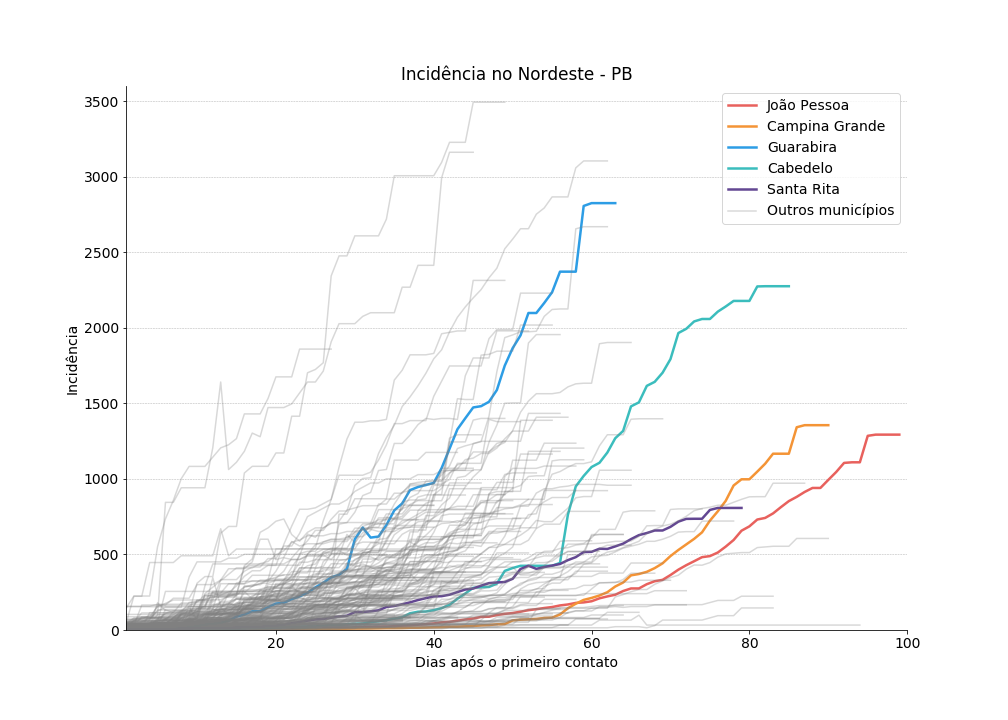 Incidência no Nordeste - PB
João Pessoa
Campina Grande
Guarabira
Cabedelo
Santa Rita
Outros municípios
3500
3000
2500
2000
1500
1000
500
0
Incidência
20
40
60
80
100
Dias após o primeiro contato